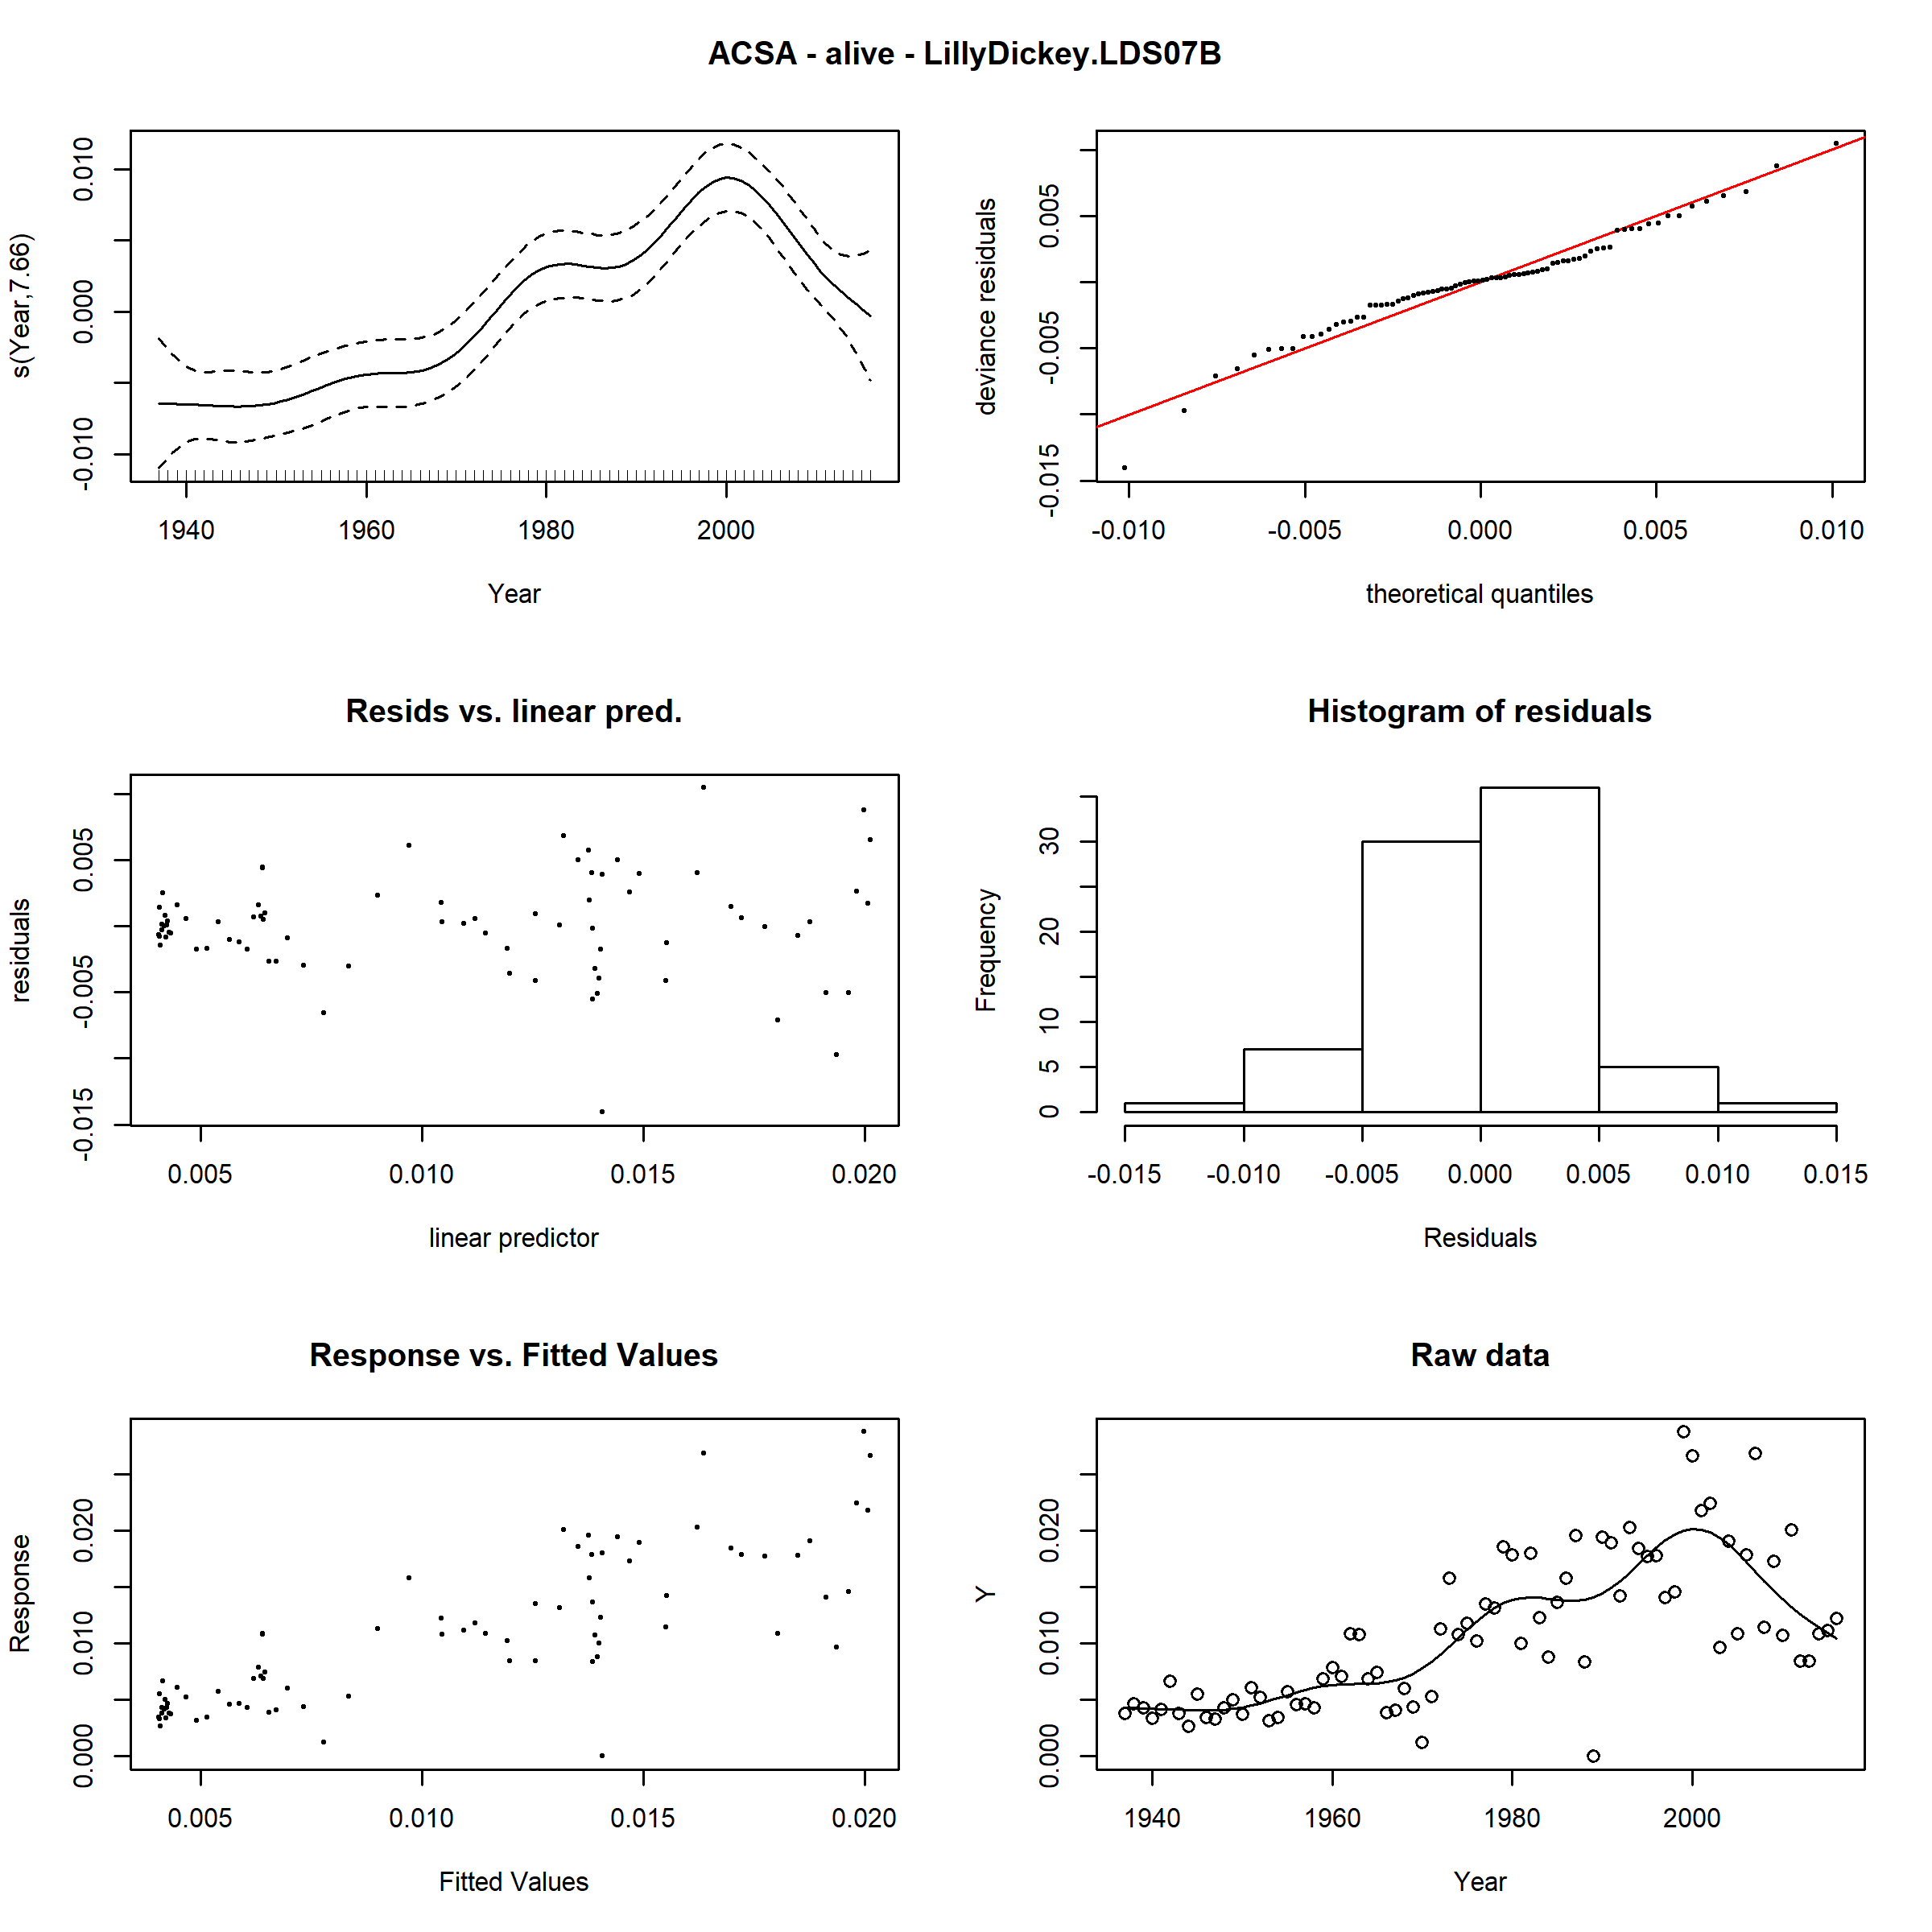 ACSA - alive - LillyDickey.LDS07B
s(Year,7.66)
-0.010 0.000 0.010
1940 1960 1980 2000
Year
deviance residuals
-0.015 -0.005 0.005
-0.010 -0.005 0.000 0.005 0.010
theoretical quantiles
Resids vs. linear pred.
residuals
-0.015 -0.005 0.005
0.005 0.010 0.015 0.020
linear predictor
Histogram of residuals
Frequency
0 5 10 20 30
-0.015 -0.010 -0.005 0.000 0.005 0.010 0.015
Residuals
Response vs. Fitted Values
Response
0.000 0.010 0.020
0.005 0.010 0.015 0.020
Fitted Values
Raw data
Y
0.000 0.010 0.020
1940 1960 1980 2000
Year